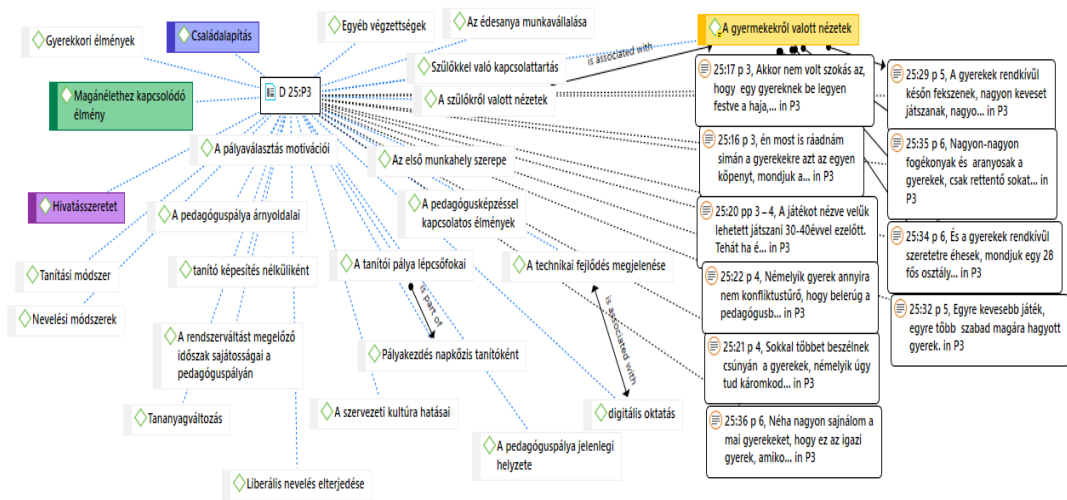 Gyerekkori élmények
Családalapítás
Egyéb végzettségek
Az édesanya munkavállalása
A gyermekekről valott nézetek
is associated with
Szülőkkel való kapcsolattartás
Magánélethez kapcsolódó
élmény
D 25:P3
A szülőkről valott nézetek
25:17 p 3, Akkor nem volt szokás az,
hogy egy gyereknek be legyen
festve a haja,... in P3
25:29 p 5, A gyerekek rendkívül
későn fekszenek, nagyon keveset
játszanak, nagyo... in P3
A pályaválasztás motivációi
Az első munkahely szerepe
25:16 p 3, én most is ráadnám
simán a gyerekekre azt az egyen
köpenyt, mondjuk a... in P3
25:35 p 6, Nagyon-nagyon
fogékonyak és aranyosak a
gyerekek, csak rettentő sokat... in
P3
Hivatásszeretet
A pedagóguspálya árnyoldalai
A pedagógusképzéssel
kapcsolatos élmények
25:20 pp 3 – 4, A játékot nézve velük
lehetett játszani 30-40évvel ezelőtt.
Tehát ha é... in P3
25:34 p 6, És a gyerekek rendkívül
szeretetre éhesek, mondjuk egy 28
fős osztály... in P3
Tanítási módszer
tanító képesítés nélküliként
A tanítói pálya lépcsőfokai
A technikai fejlődés megjelenése
25:22 p 4, Némelyik gyerek annyira
nem konfliktustűrő, hogy belerúg a
pedagógusb... in P3
25:32 p 5, Egyre kevesebb játék,
egyre több szabad magára hagyott
gyerek. in P3
is part of
is associated with
Nevelési módszerek
A rendszerváltást megelőző
időszak sajátosságai a
pedagóguspályán
Pályakezdés napközis tanítóként
25:21 p 4, Sokkal többet beszélnek
csúnyán a gyerekek, némelyik úgy
tud káromkod... in P3
Tananyagváltozás
A szervezeti kultúra hatásai
digitális oktatás
25:36 p 6, Néha nagyon sajnálom a
mai gyerekeket, hogy ez az igazi
gyerek, amiko... in P3
A pedagóguspálya jelenlegi
helyzete
Liberális nevelés elterjedése